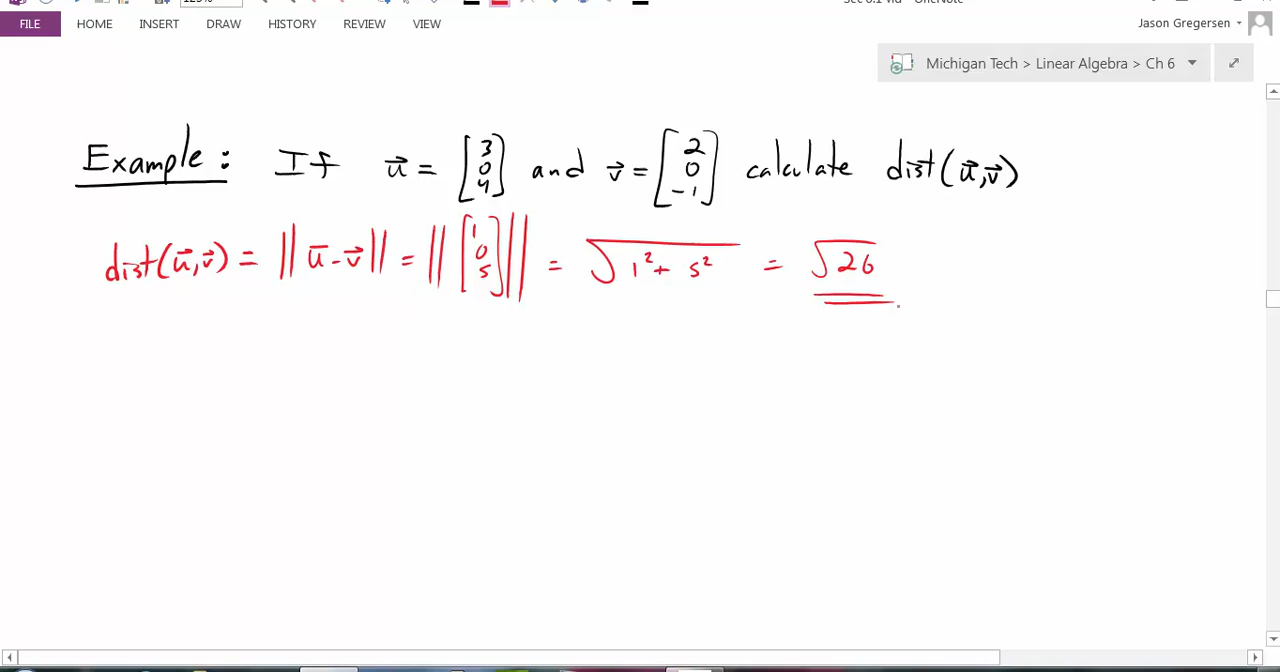 FILE HOME INSERT DRAW HISTORY REVIEW VIEW Jason Gregersen
Michigan Tech > Linear Algebra > Ch 6
Example: If u⃗ = [3 0 4] and v⃗ = [2 0 -1] calculate dist(u⃗,v⃗)
dist(u⃗,v⃗) = ||u̅ - v⃗|| = ||[1 0 5]|| = √(1² + 5²) = √26